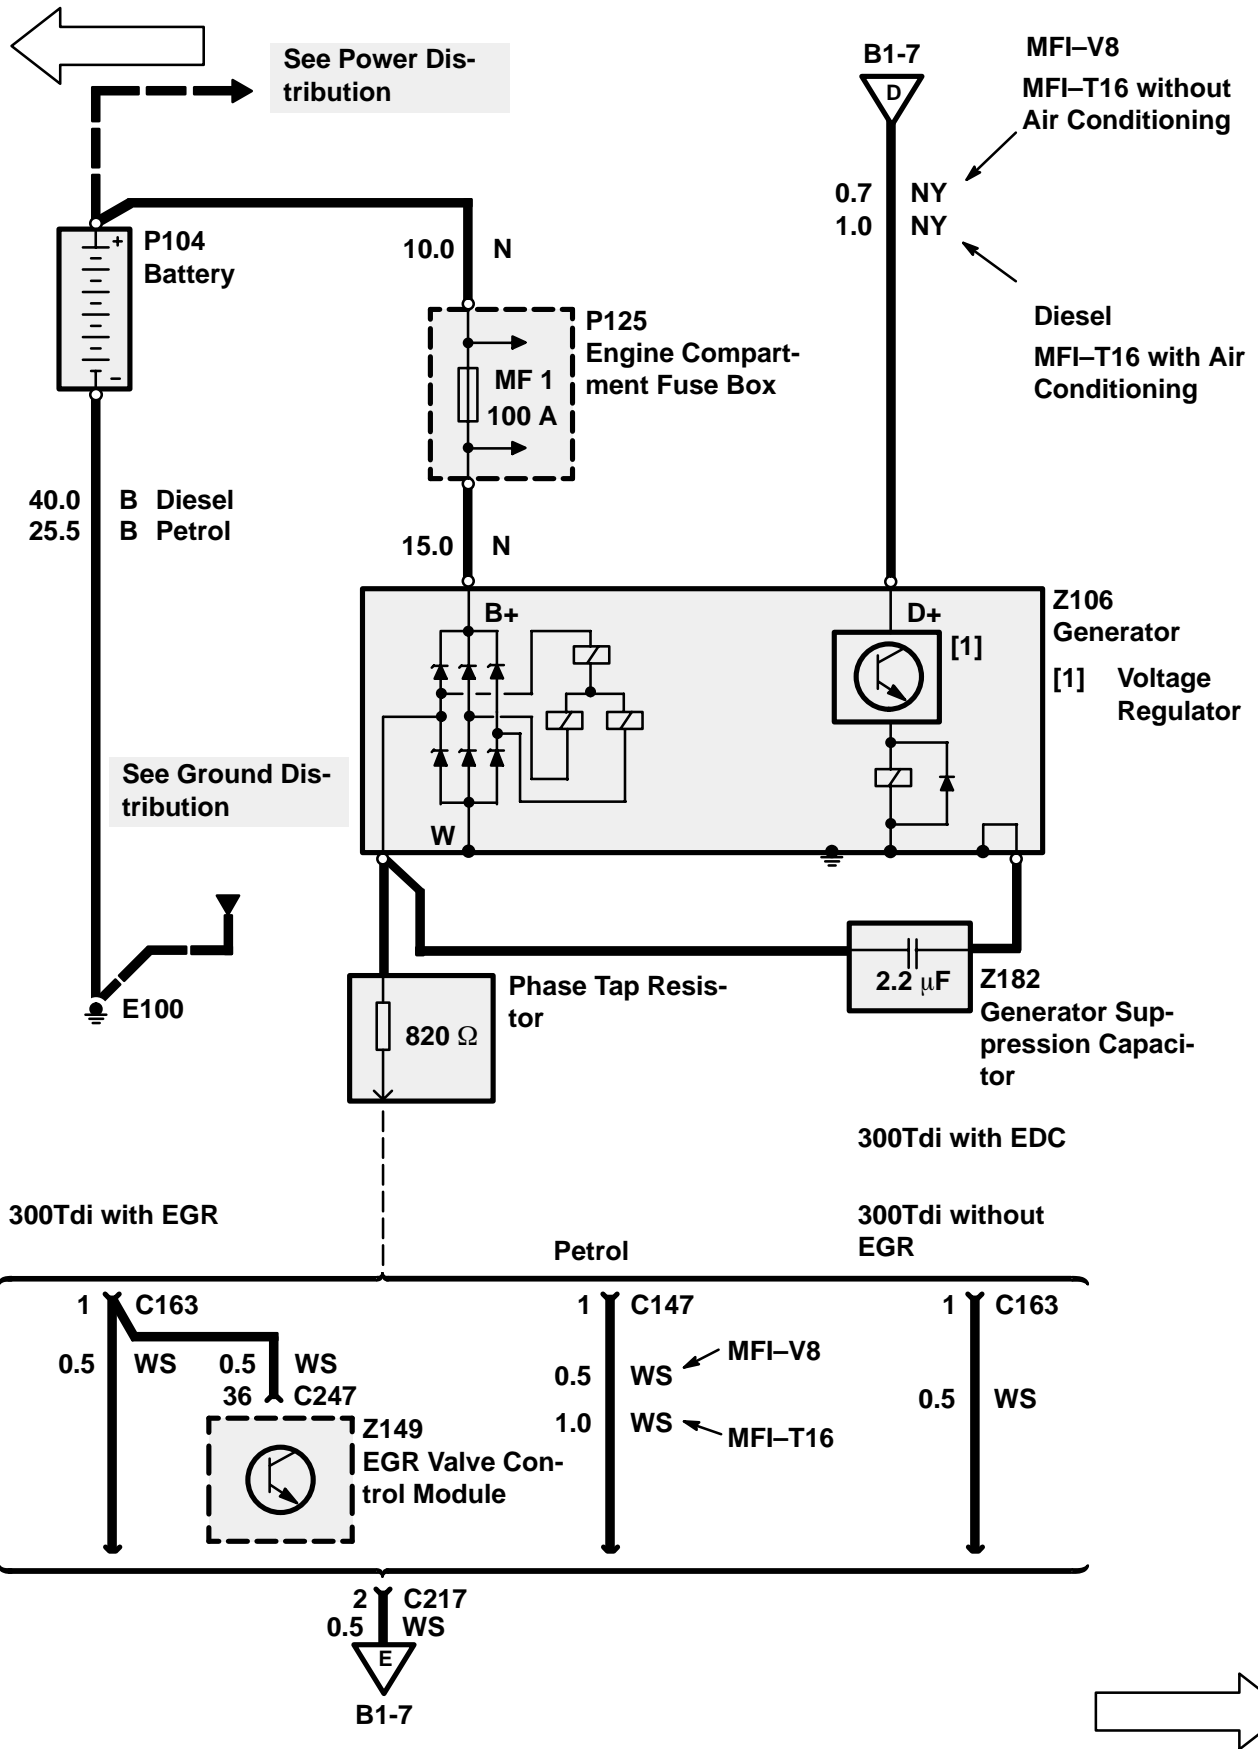 See Power Dis-
tribution
B1-7
D
MFI–V8
MFI–T16 without
Air Conditioning
0.7 NY
1.0 NY
Diesel
MFI–T16 with Air
Conditioning
+
P104
Battery
–
10.0 N
P125
Engine Compart-
ment Fuse Box
MF 1
100 A
40.0 B Diesel
25.5 B Petrol
15.0 N
B+
D+
[1]
Z106
Generator
[1] Voltage
Regulator
See Ground Dis-
tribution
W
E100
Phase Tap Resis-
tor
820 Ω
2.2 µF
Z182
Generator Sup-
pression Capaci-
tor
300Tdi with EDC
300Tdi with EGR
Petrol
300Tdi without
EGR
1 C163
0.5 WS
0.5 WS
36 C247
Z149
EGR Valve Con-
trol Module
1 C147
0.5 WS
MFI–V8
1.0 WS
MFI–T16
1 C163
0.5 WS
2 C217
0.5 WS
E
B1-7